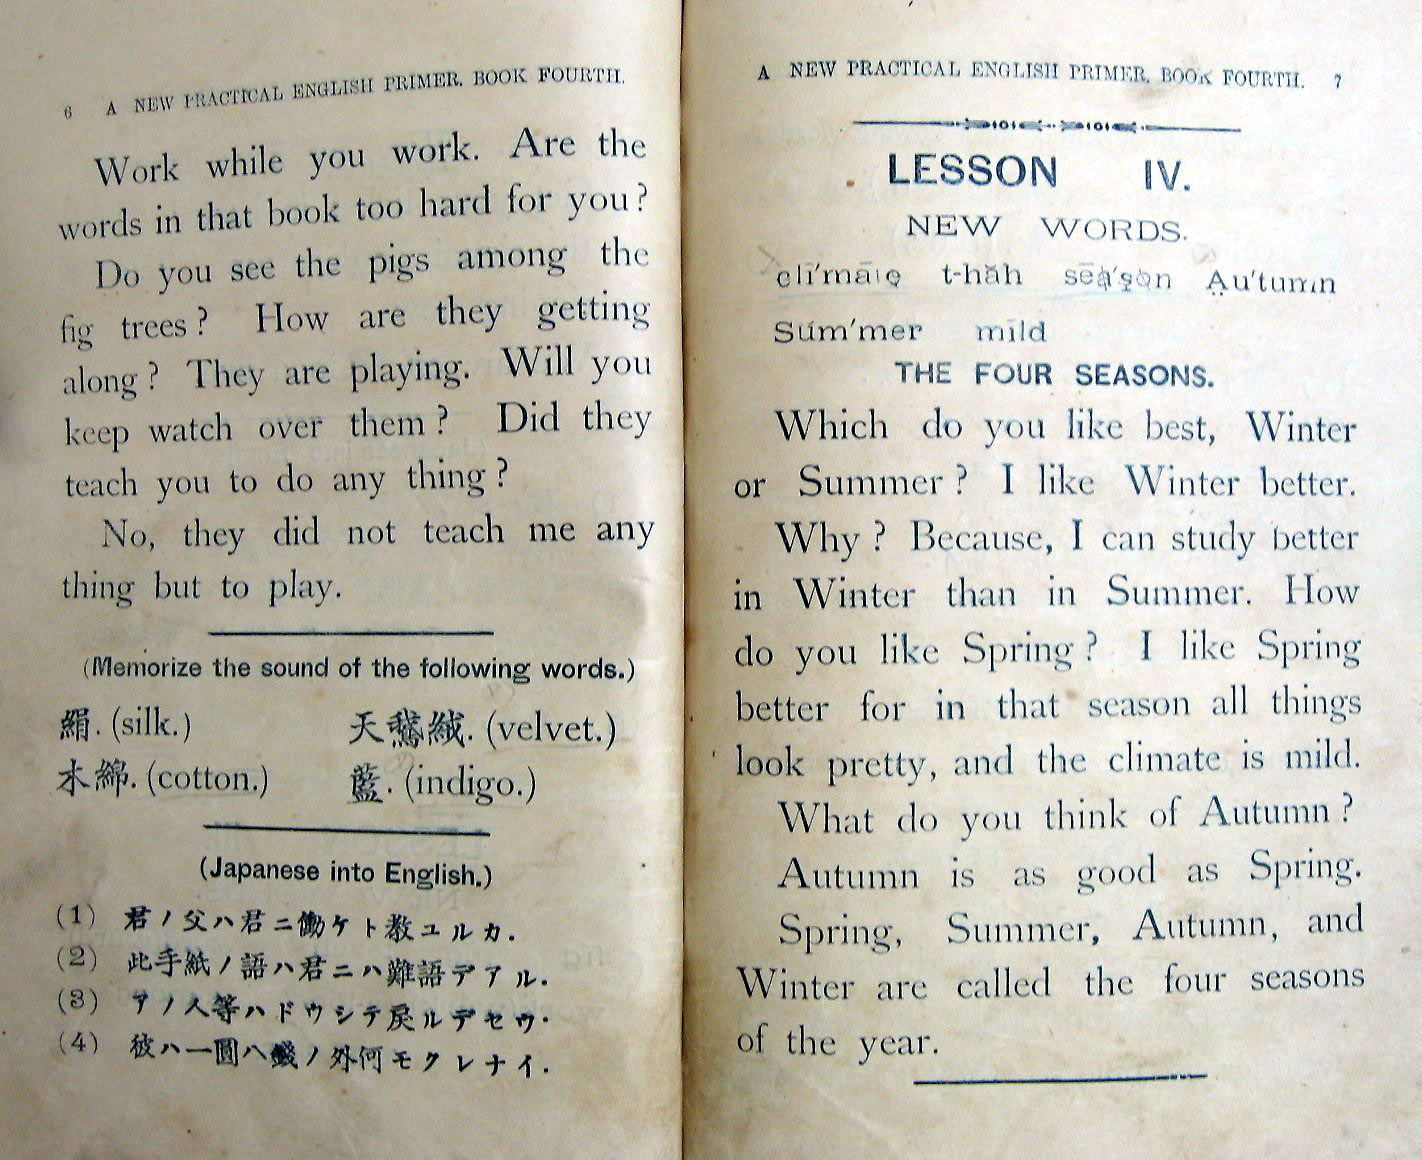 6 A NEW PRACTICAL ENGLISH PRIMER. BOOK FOURTH.
Work while you work. Are the
words in that book too hard for you?
Do you see the pigs among the
fig trees? How are they getting
along? They are playing. Will you
keep watch over them? Did they
teach you to do any thing?
No, they did not teach me any
thing but to play.
(Memorize the sound of the following words.)
絹. (silk.) 天鵞絨. (velvet.)
木綿. (cotton.) 藍. (indigo.)
(Japanese into English.)
(1) 君ノ父ハ君ニ働ケト教ユルカ.
(2) 此手紙ノ語ハ君ニハ難語デアル.
(3) アノ人等ハドウシテ戻ルデセウ.
(4) 彼ハ一圓八錢ノ外何モクレナイ.
A NEW PRACTICAL ENGLISH PRIMER. BOOK FOURTH. 7
LESSON IV.
NEW WORDS.
t-hăh Au'tumn
Sum'mer mild
THE FOUR SEASONS.
Which do you like best, Winter
or Summer? I like Winter better.
Why? Because, I can study better
in Winter than in Summer. How
do you like Spring? I like Spring
better for in that season all things
look pretty, and the climate is mild.
What do you think of Autumn?
Autumn is as good as Spring.
Spring, Summer, Autumn, and
Winter are called the four seasons
of the year.